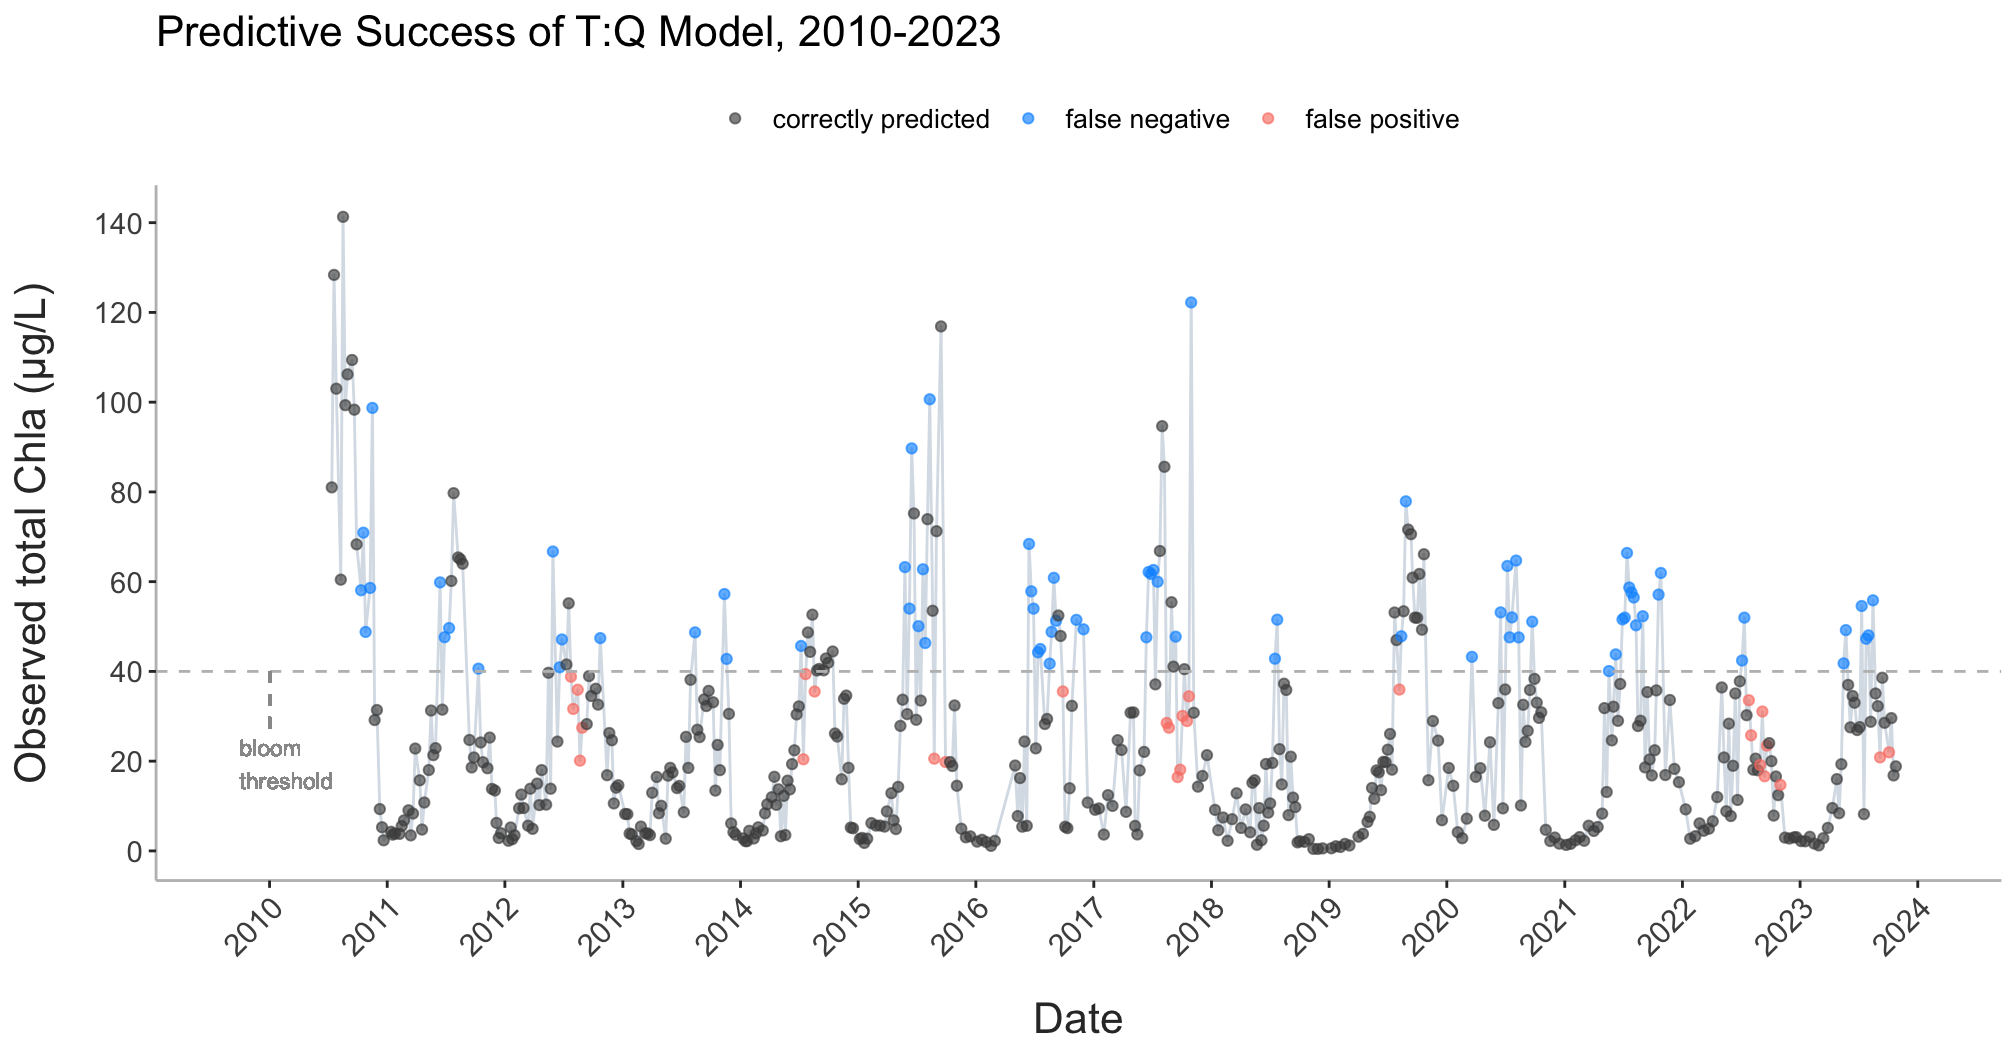 Predictive Success of T:Q Model, 2010-2023
correctly predicted false negative false positive
Observed total Chla (µg/L)
140
120
100
80
60
40
20
0
bloom
threshold
2010 2011 2012 2013 2014 2015 2016 2017 2018 2019 2020 2021 2022 2023 2024
Date